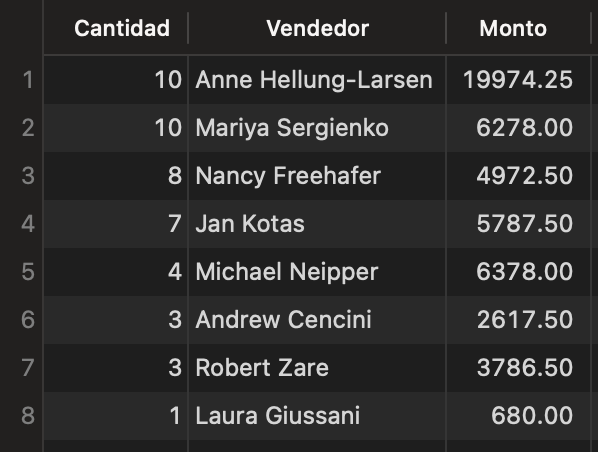 Cantidad Vendedor Monto
1 10 Anne Hellung-Larsen 19974.25
2 10 Mariya Sergienko 6278.00
3 8 Nancy Freehafer 4972.50
4 7 Jan Kotas 5787.50
5 4 Michael Neipper 6378.00
6 3 Andrew Cencini 2617.50
7 3 Robert Zare 3786.50
8 1 Laura Giussani 680.00